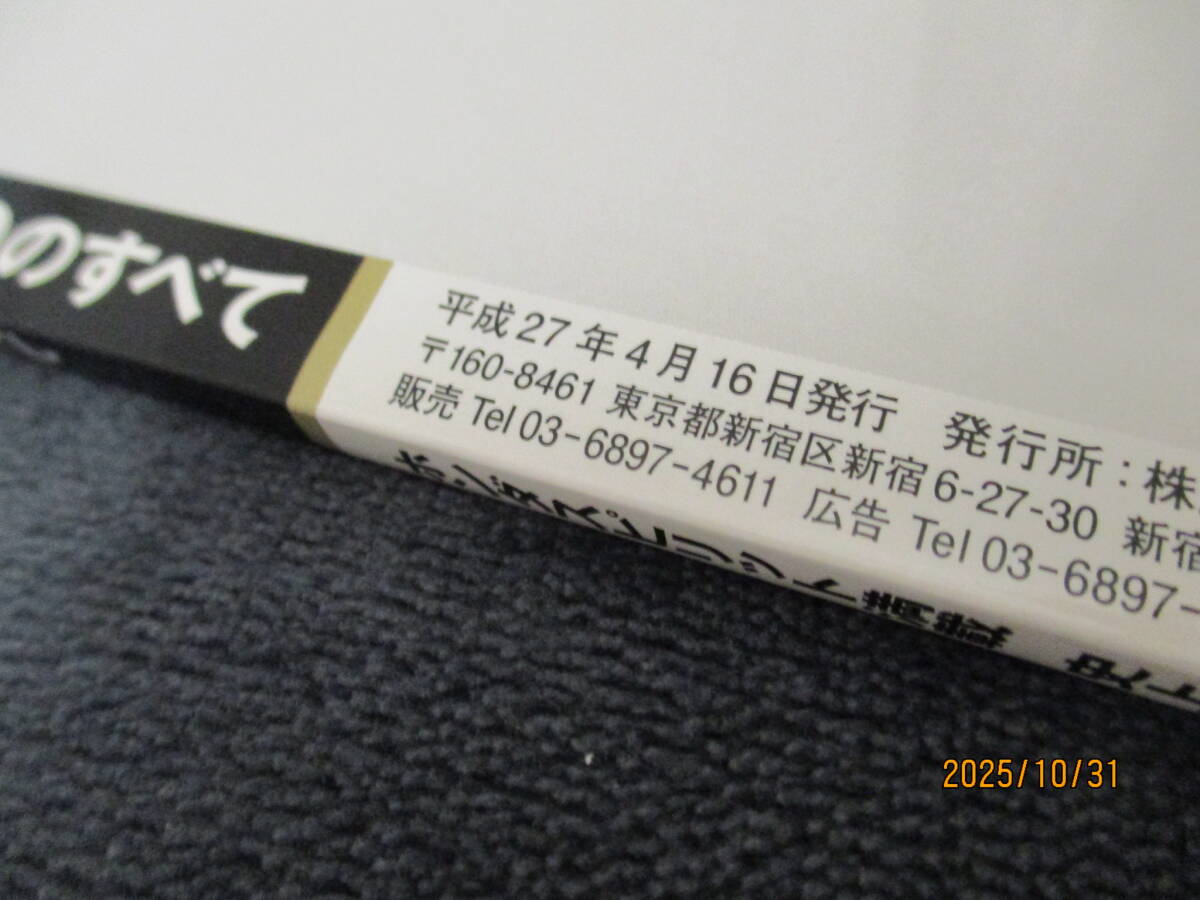 のすべて
平成27年4月16日発行 発行所:株
〒160-8461 東京都新宿区新宿6-27-30 新宿
販売 Tel 03-6897-4611 広告 Tel 03-6897-
2025/10/31